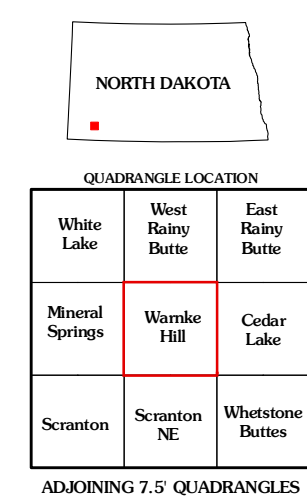 NORTH DAKOTA
QUADRANGLE LOCATION
White
Lake
West
Rainy
Butte
East
Rainy
Butte
Mineral
Springs
Warnke
Hill
Cedar
Lake
Scranton
Scranton
NE
Whetstone
Buttes
ADJOINING 7.5' QUADRANGLES